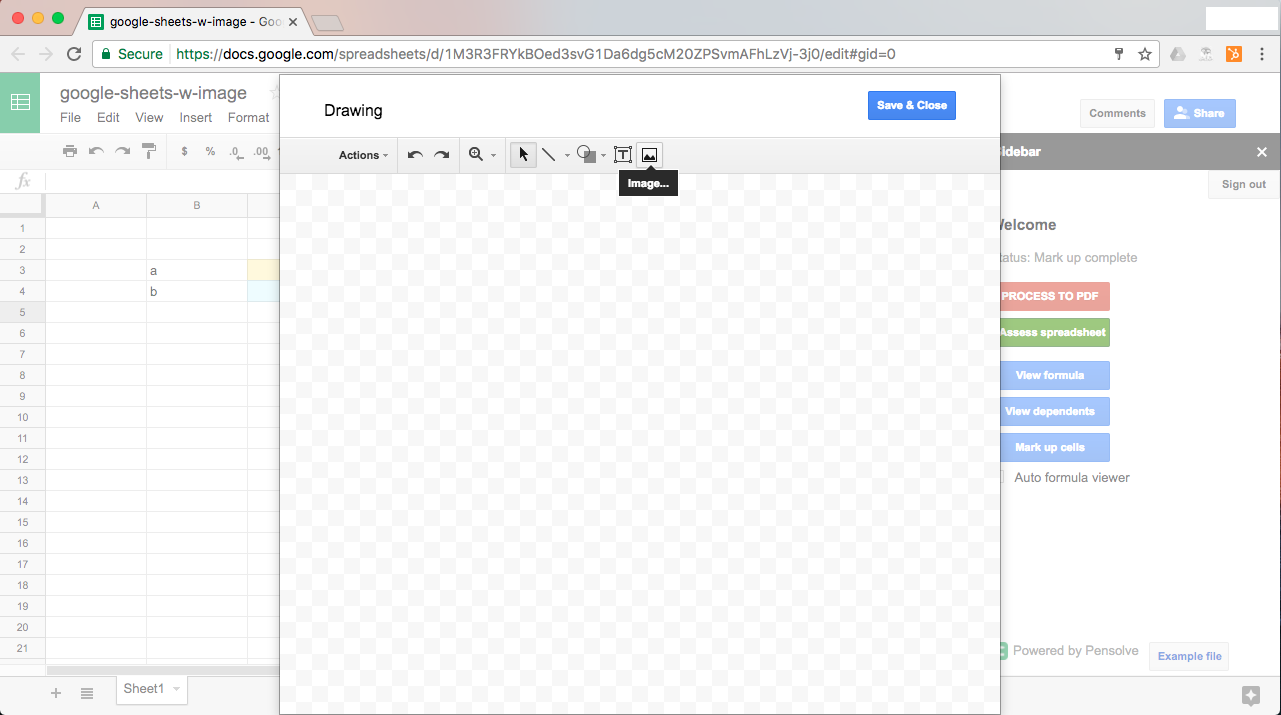 google-sheets-w-image - Goo
Secure https://docs.google.com/spreadsheets/d/1M3R3FRYkBOed3svG1Da6dg5cM20ZPSvmAFhLzVj-3j0/edit#gid=0
google-sheets-w-image
File Edit View Insert Format
Comments Share
Drawing
Save & Close
Actions
Image...
$ % .0 .00
fx
A B
1
2
3 a
4 b
5
6
7
8
9
10
11
12
13
14
15
16
17
18
19
20
21
Sheet1
idebar
Sign out
elcome
atus: Mark up complete
PROCESS TO PDF
Assess spreadsheet
View formula
View dependents
Mark up cells
Auto formula viewer
Powered by Pensolve
Example file